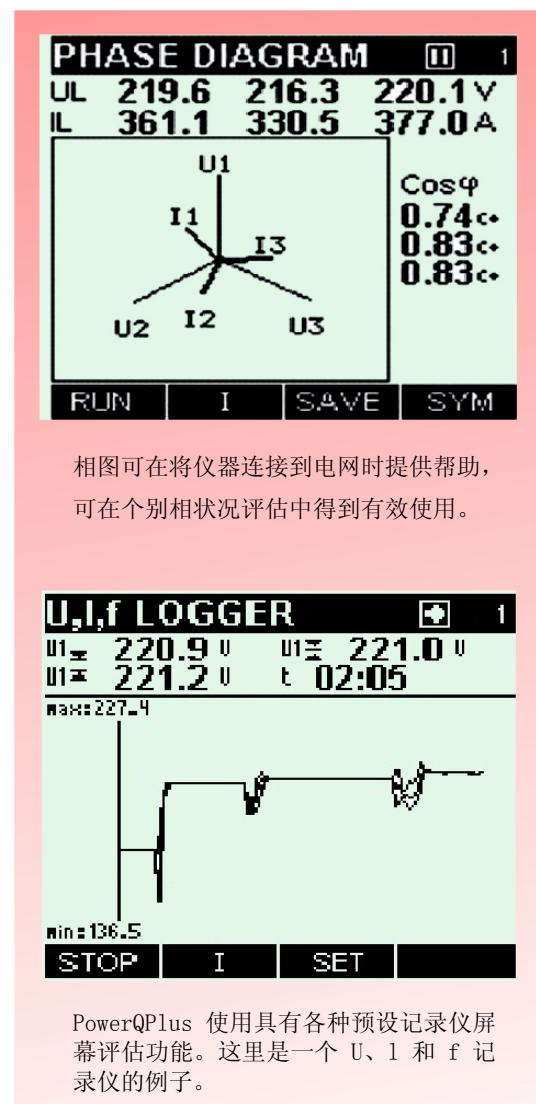 PHASE DIAGRAM 1
UL 219.6 216.3 220.1 V
IL 361.1 330.5 377.0 A
U1
I1
I3
U2
I2
U3
Cosφ
0.74
0.83
0.83
RUN I SAVE SYM
相图可在将仪器连接到电网时提供帮助，
可在个别相状况评估中得到有效使用。
U,I,f LOGGER 1
U1 220.9 U U1 221.0 U
U1 221.2 U t 02:05
max:227.4
min:136.5
STOP I SET
PowerQPlus 使用具有各种预设记录仪屏
幕评估功能。这里是一个 U、l 和 f 记
录仪的例子。